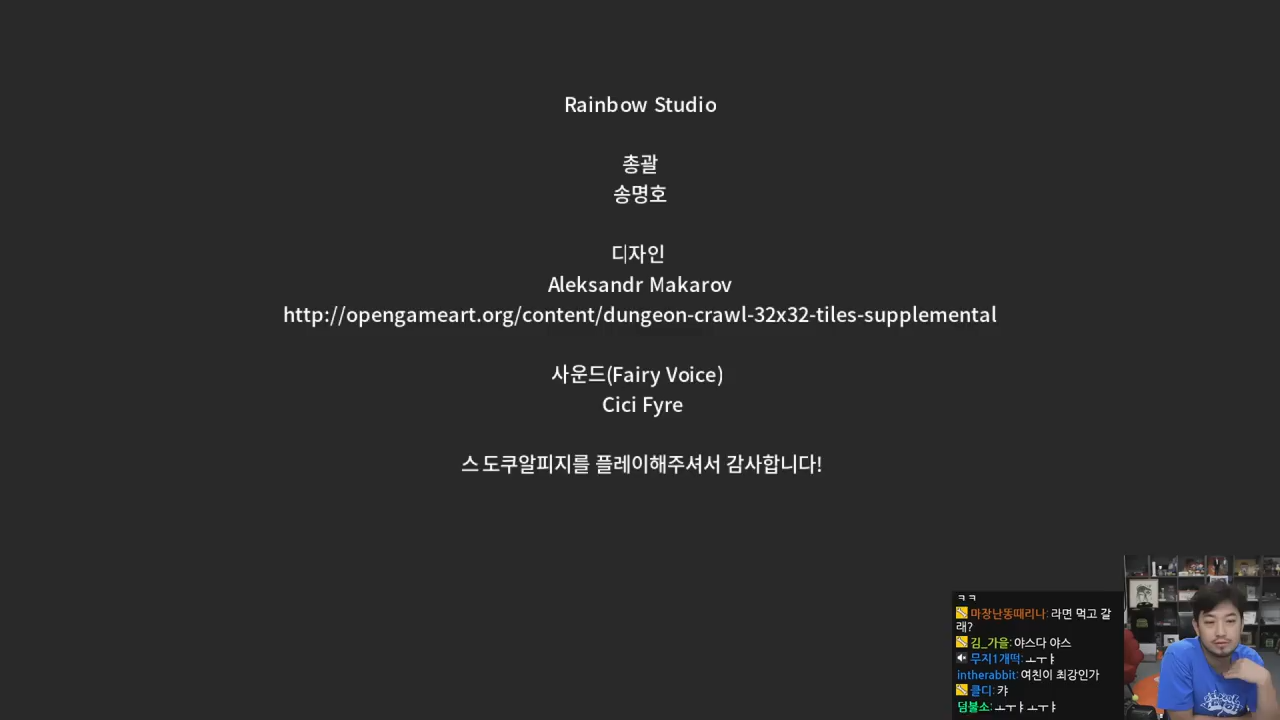 Rainbow Studio
총괄
송명호
디자인
Aleksandr Makarov
http://opengameart.org/content/dungeon-crawl-32x32-tiles-supplemental
사운드(Fairy Voice)
Cici Fyre
스도쿠알피지를 플레이해주셔서 감사합니다!
ㅋㅋ
마장난똥때리나: 라면 먹고 갈
래?
김_가을: 야스다 야스
무지1개떡: ㅗㅜㅑ
intherabbit: 여친이 최강인가
클디: 캬
덤불소: ㅗㅜㅑ ㅗㅜㅑ